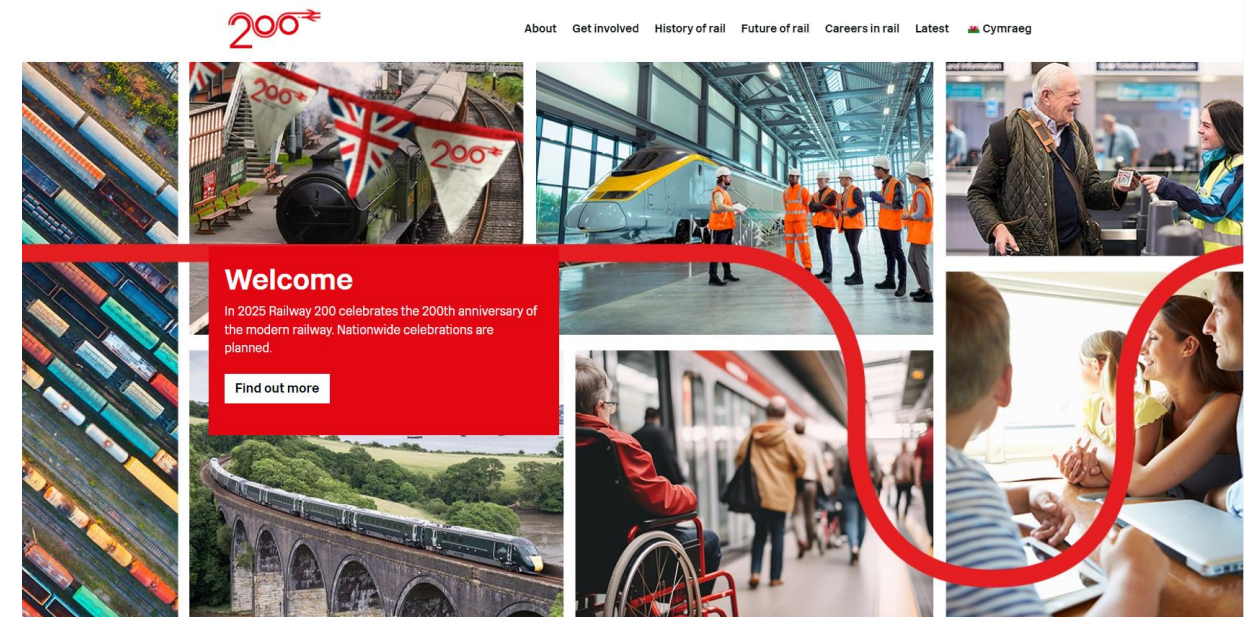 200
About Get involved History of rail Future of rail Careers in rail Latest Cymraeg
200
200
Welcome
In 2025 Railway 200 celebrates the 200th anniversary of
the modern railway. Nationwide celebrations are
planned.
Find out more